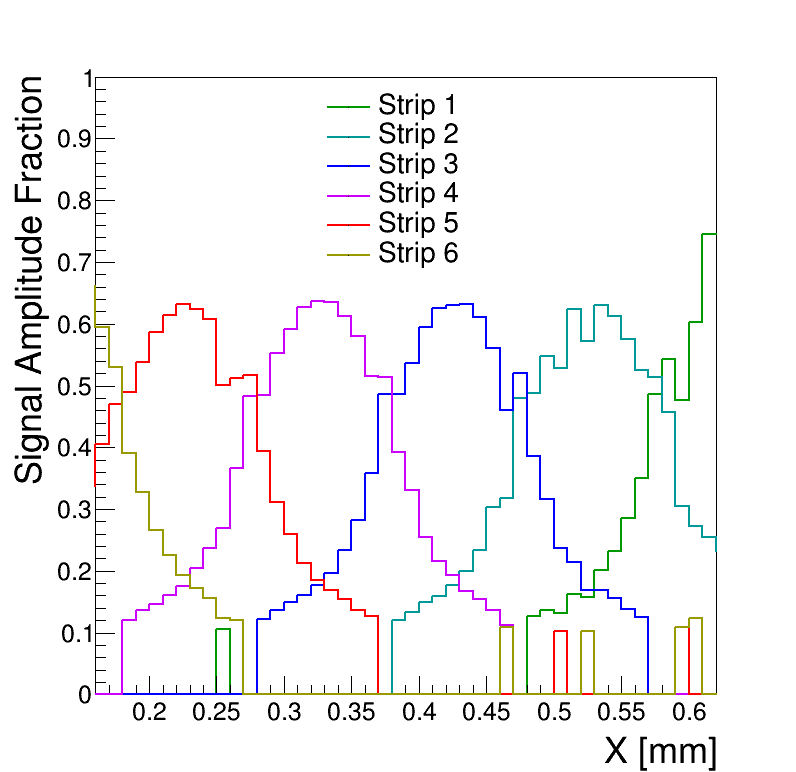 Signal Amplitude Fraction
1
0.9
0.8
0.7
0.6
0.5
0.4
0.3
0.2
0.1
0
Strip 1
Strip 2
Strip 3
Strip 4
Strip 5
Strip 6
0.2 0.25 0.3 0.35 0.4 0.45 0.5 0.55 0.6
X [mm]